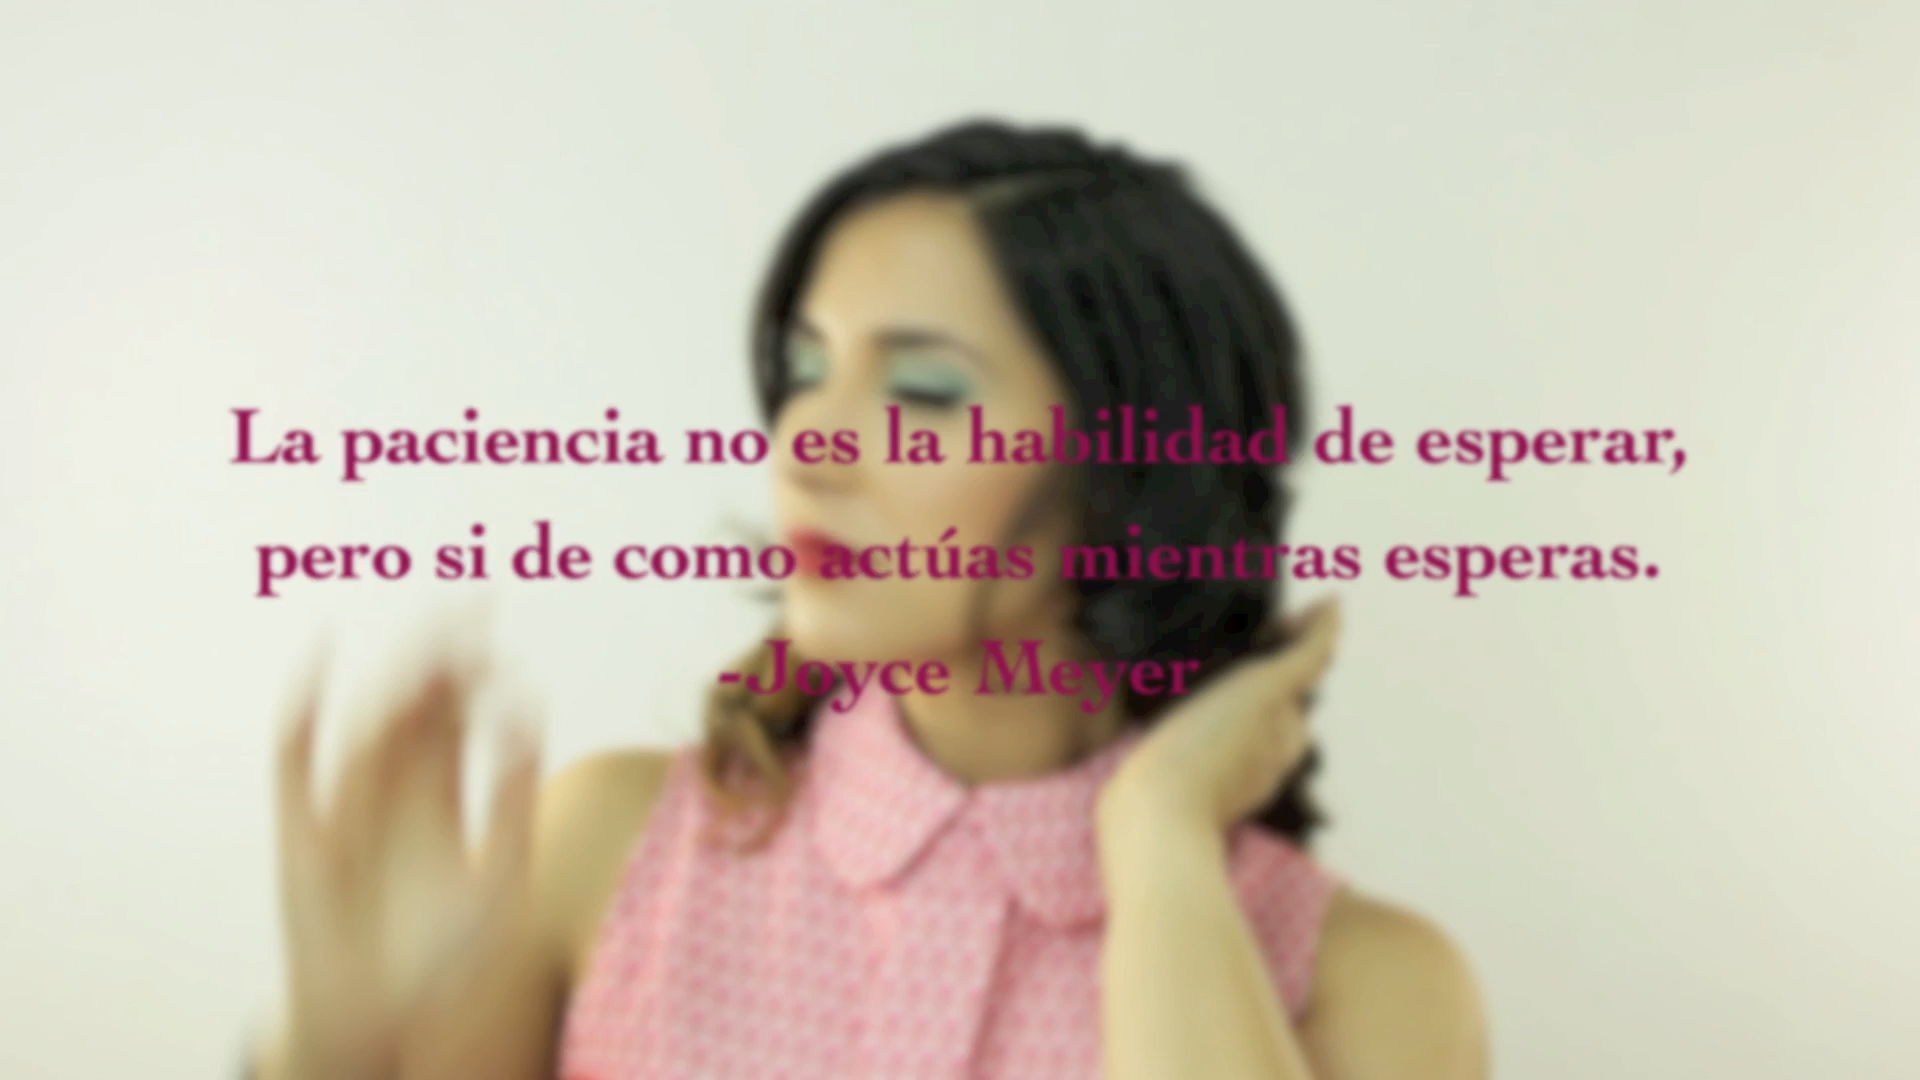 La paciencia no es la habilidad de esperar,
pero si de como actúas mientras esperas.
-Joyce Meyer